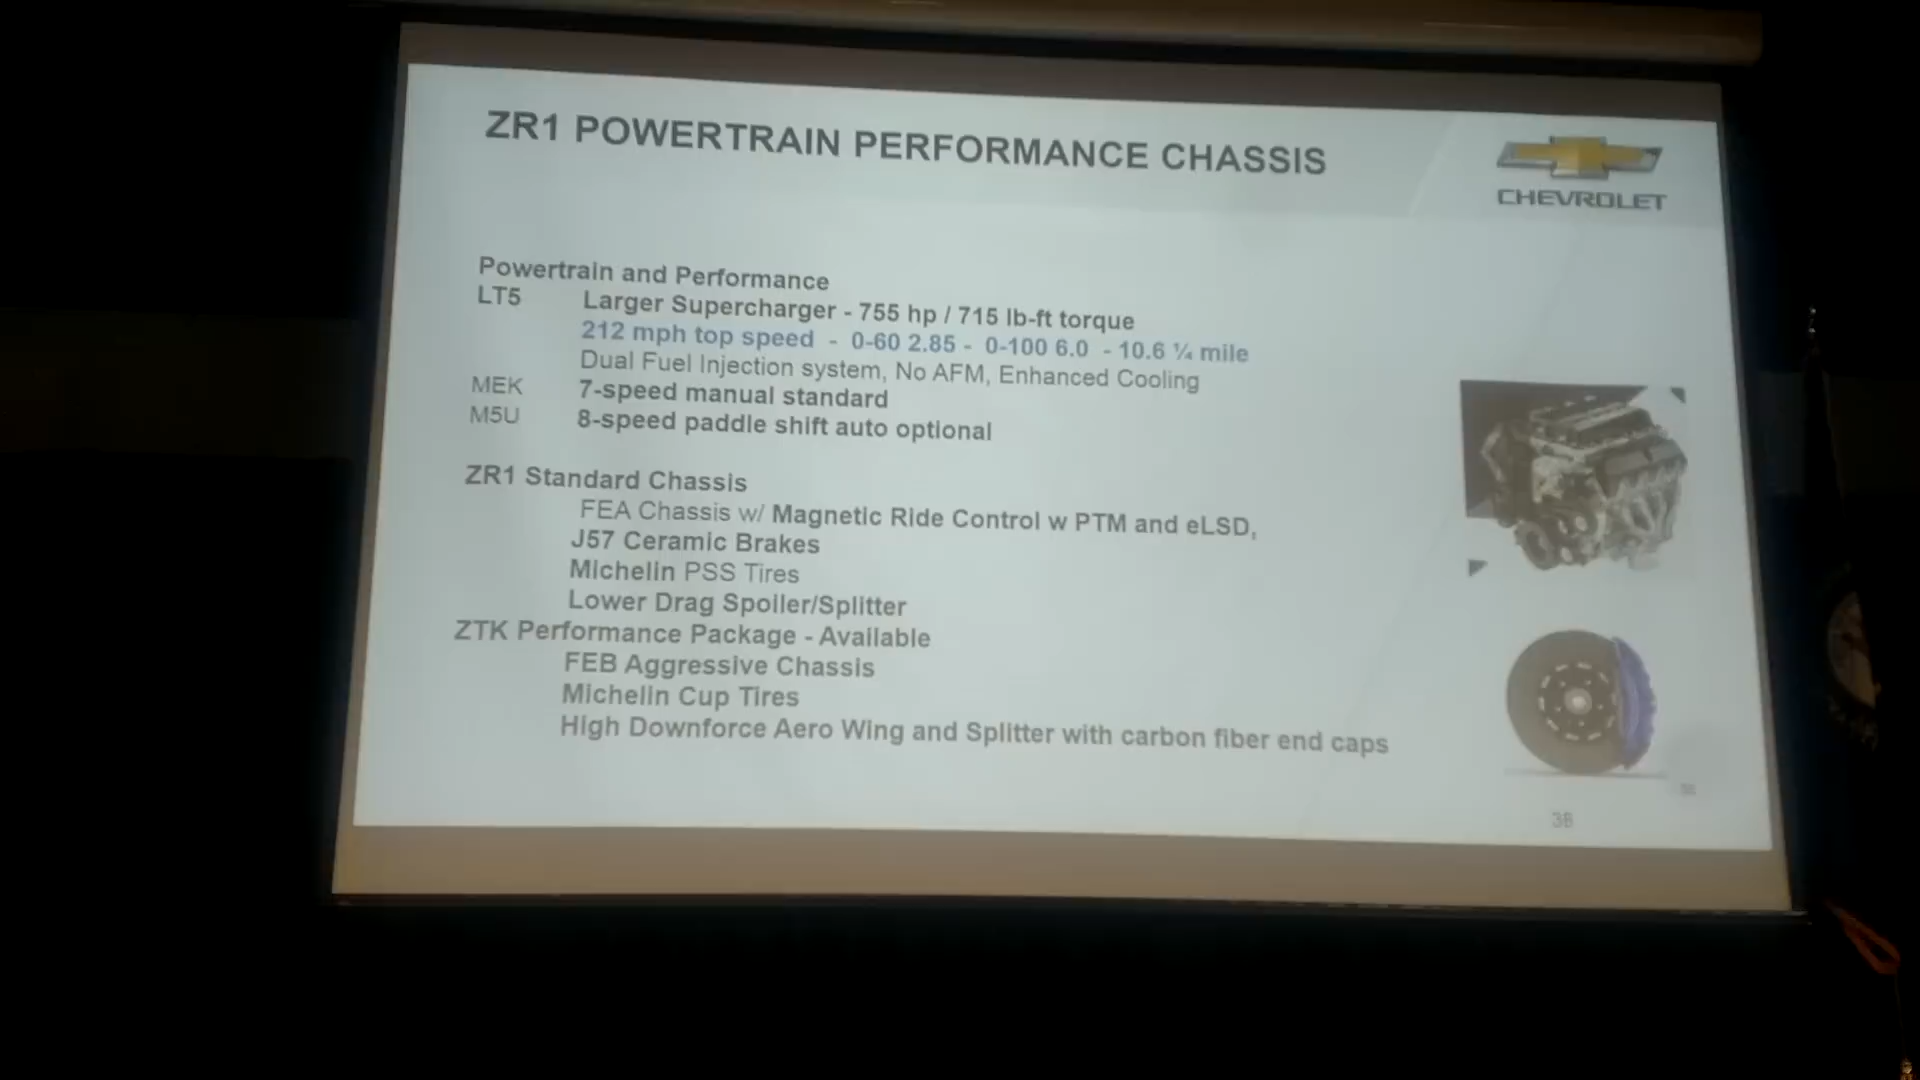 ZR1 POWERTRAIN PERFORMANCE CHASSIS
CHEVROLET
Powertrain and Performance
LT5 Larger Supercharger - 755 hp / 715 lb-ft torque
212 mph top speed - 0-60 2.85 - 0-100 6.0 - 10.6 ¼ mile
Dual Fuel Injection system, No AFM, Enhanced Cooling
MEK 7-speed manual standard
M5U 8-speed paddle shift auto optional
ZR1 Standard Chassis
FEA Chassis w/ Magnetic Ride Control w PTM and eLSD,
J57 Ceramic Brakes
Michelin PSS Tires
Lower Drag Spoiler/Splitter
ZTK Performance Package - Available
FEB Aggressive Chassis
Michelin Cup Tires
High Downforce Aero Wing and Splitter with carbon fiber end caps